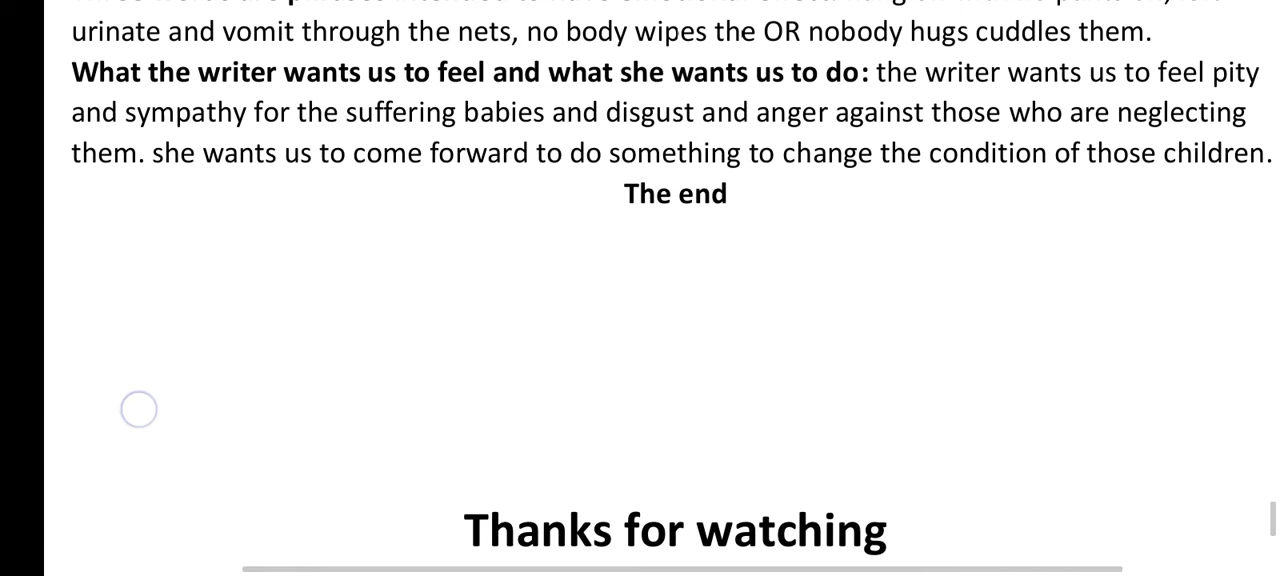 urinate and vomit through the nets, no body wipes the OR nobody hugs cuddles them.
What the writer wants us to feel and what she wants us to do: the writer wants us to feel pity
and sympathy for the suffering babies and disgust and anger against those who are neglecting
them. she wants us to come forward to do something to change the condition of those children.
The end
Thanks for watching